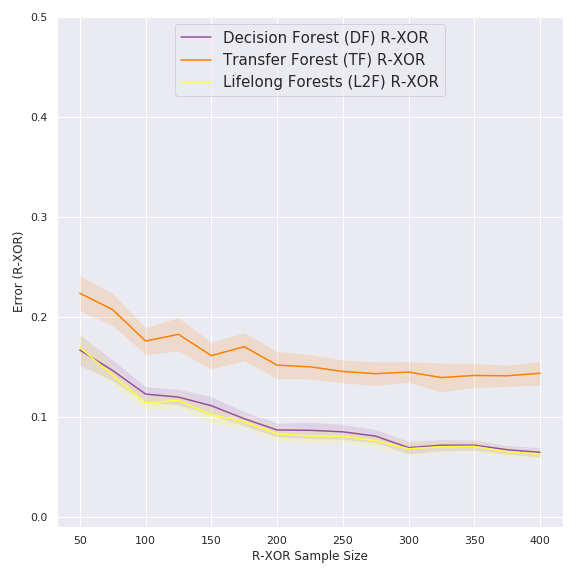 0.5
Decision Forest (DF) R-XOR
Transfer Forest (TF) R-XOR
Lifelong Forests (L2F) R-XOR
0.4
0.3
Error (R-XOR)
0.2
0.1
0.0
50 100 150 200 250 300 350 400
R-XOR Sample Size